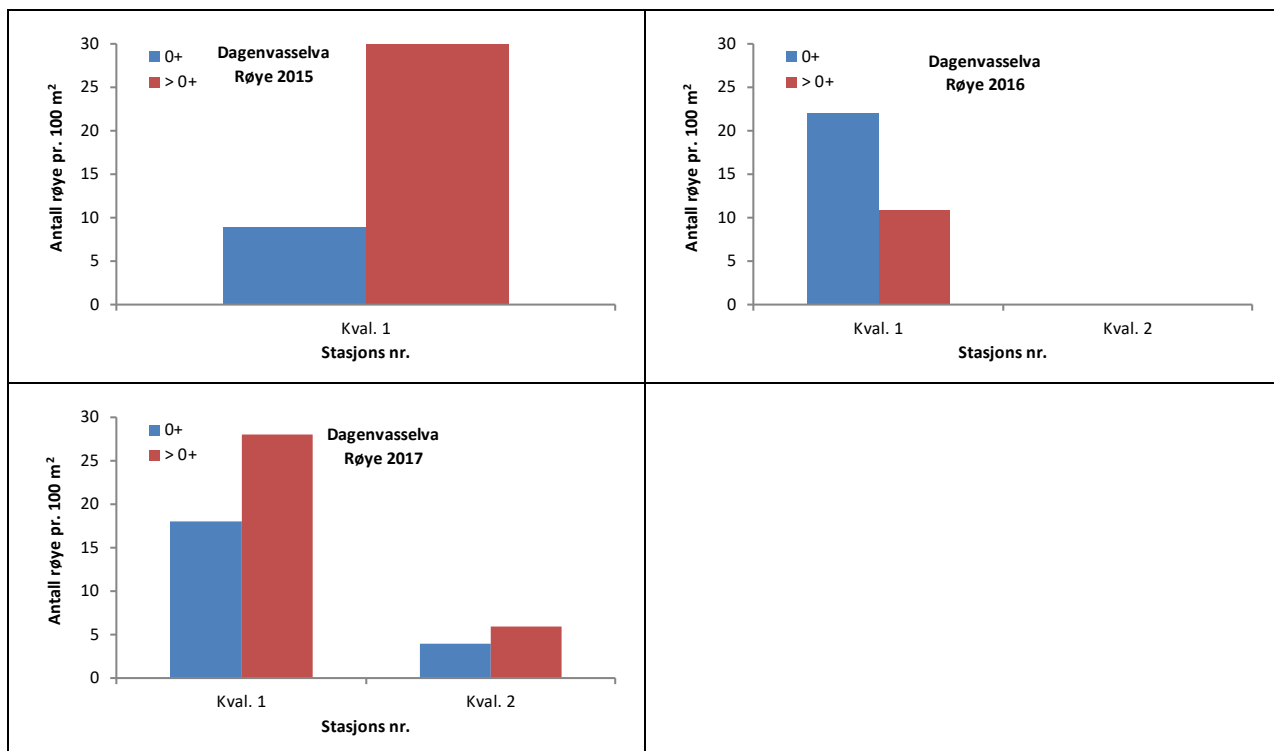 Dagenvasselva
Røye 2015
0+
> 0+
Antall røye pr. 100 m²
30
25
20
15
10
5
0
Kval. 1
Stasjons nr.
Dagenvasselva
Røye 2016
0+
> 0+
Antall røye pr. 100 m²
30
25
20
15
10
5
0
Kval. 1 Kval. 2
Stasjons nr.
Dagenvasselva
Røye 2017
0+
> 0+
Antall røye pr. 100 m²
30
25
20
15
10
5
0
Kval. 1 Kval. 2
Stasjons nr.